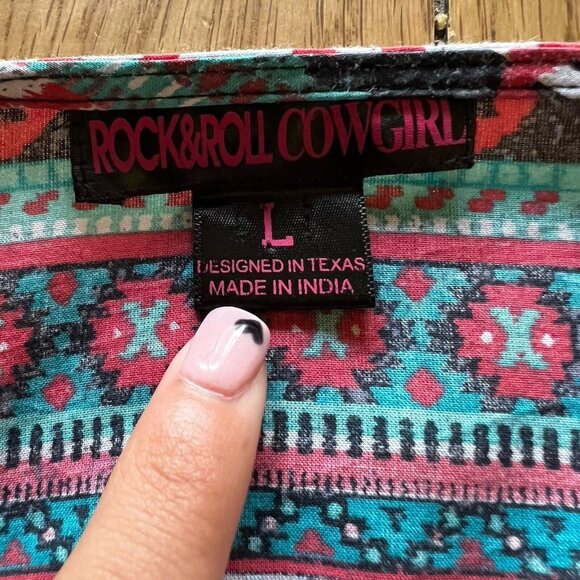 ROCK&ROLL COWGIRL
L
DESIGNED IN TEXAS
MADE IN INDIA